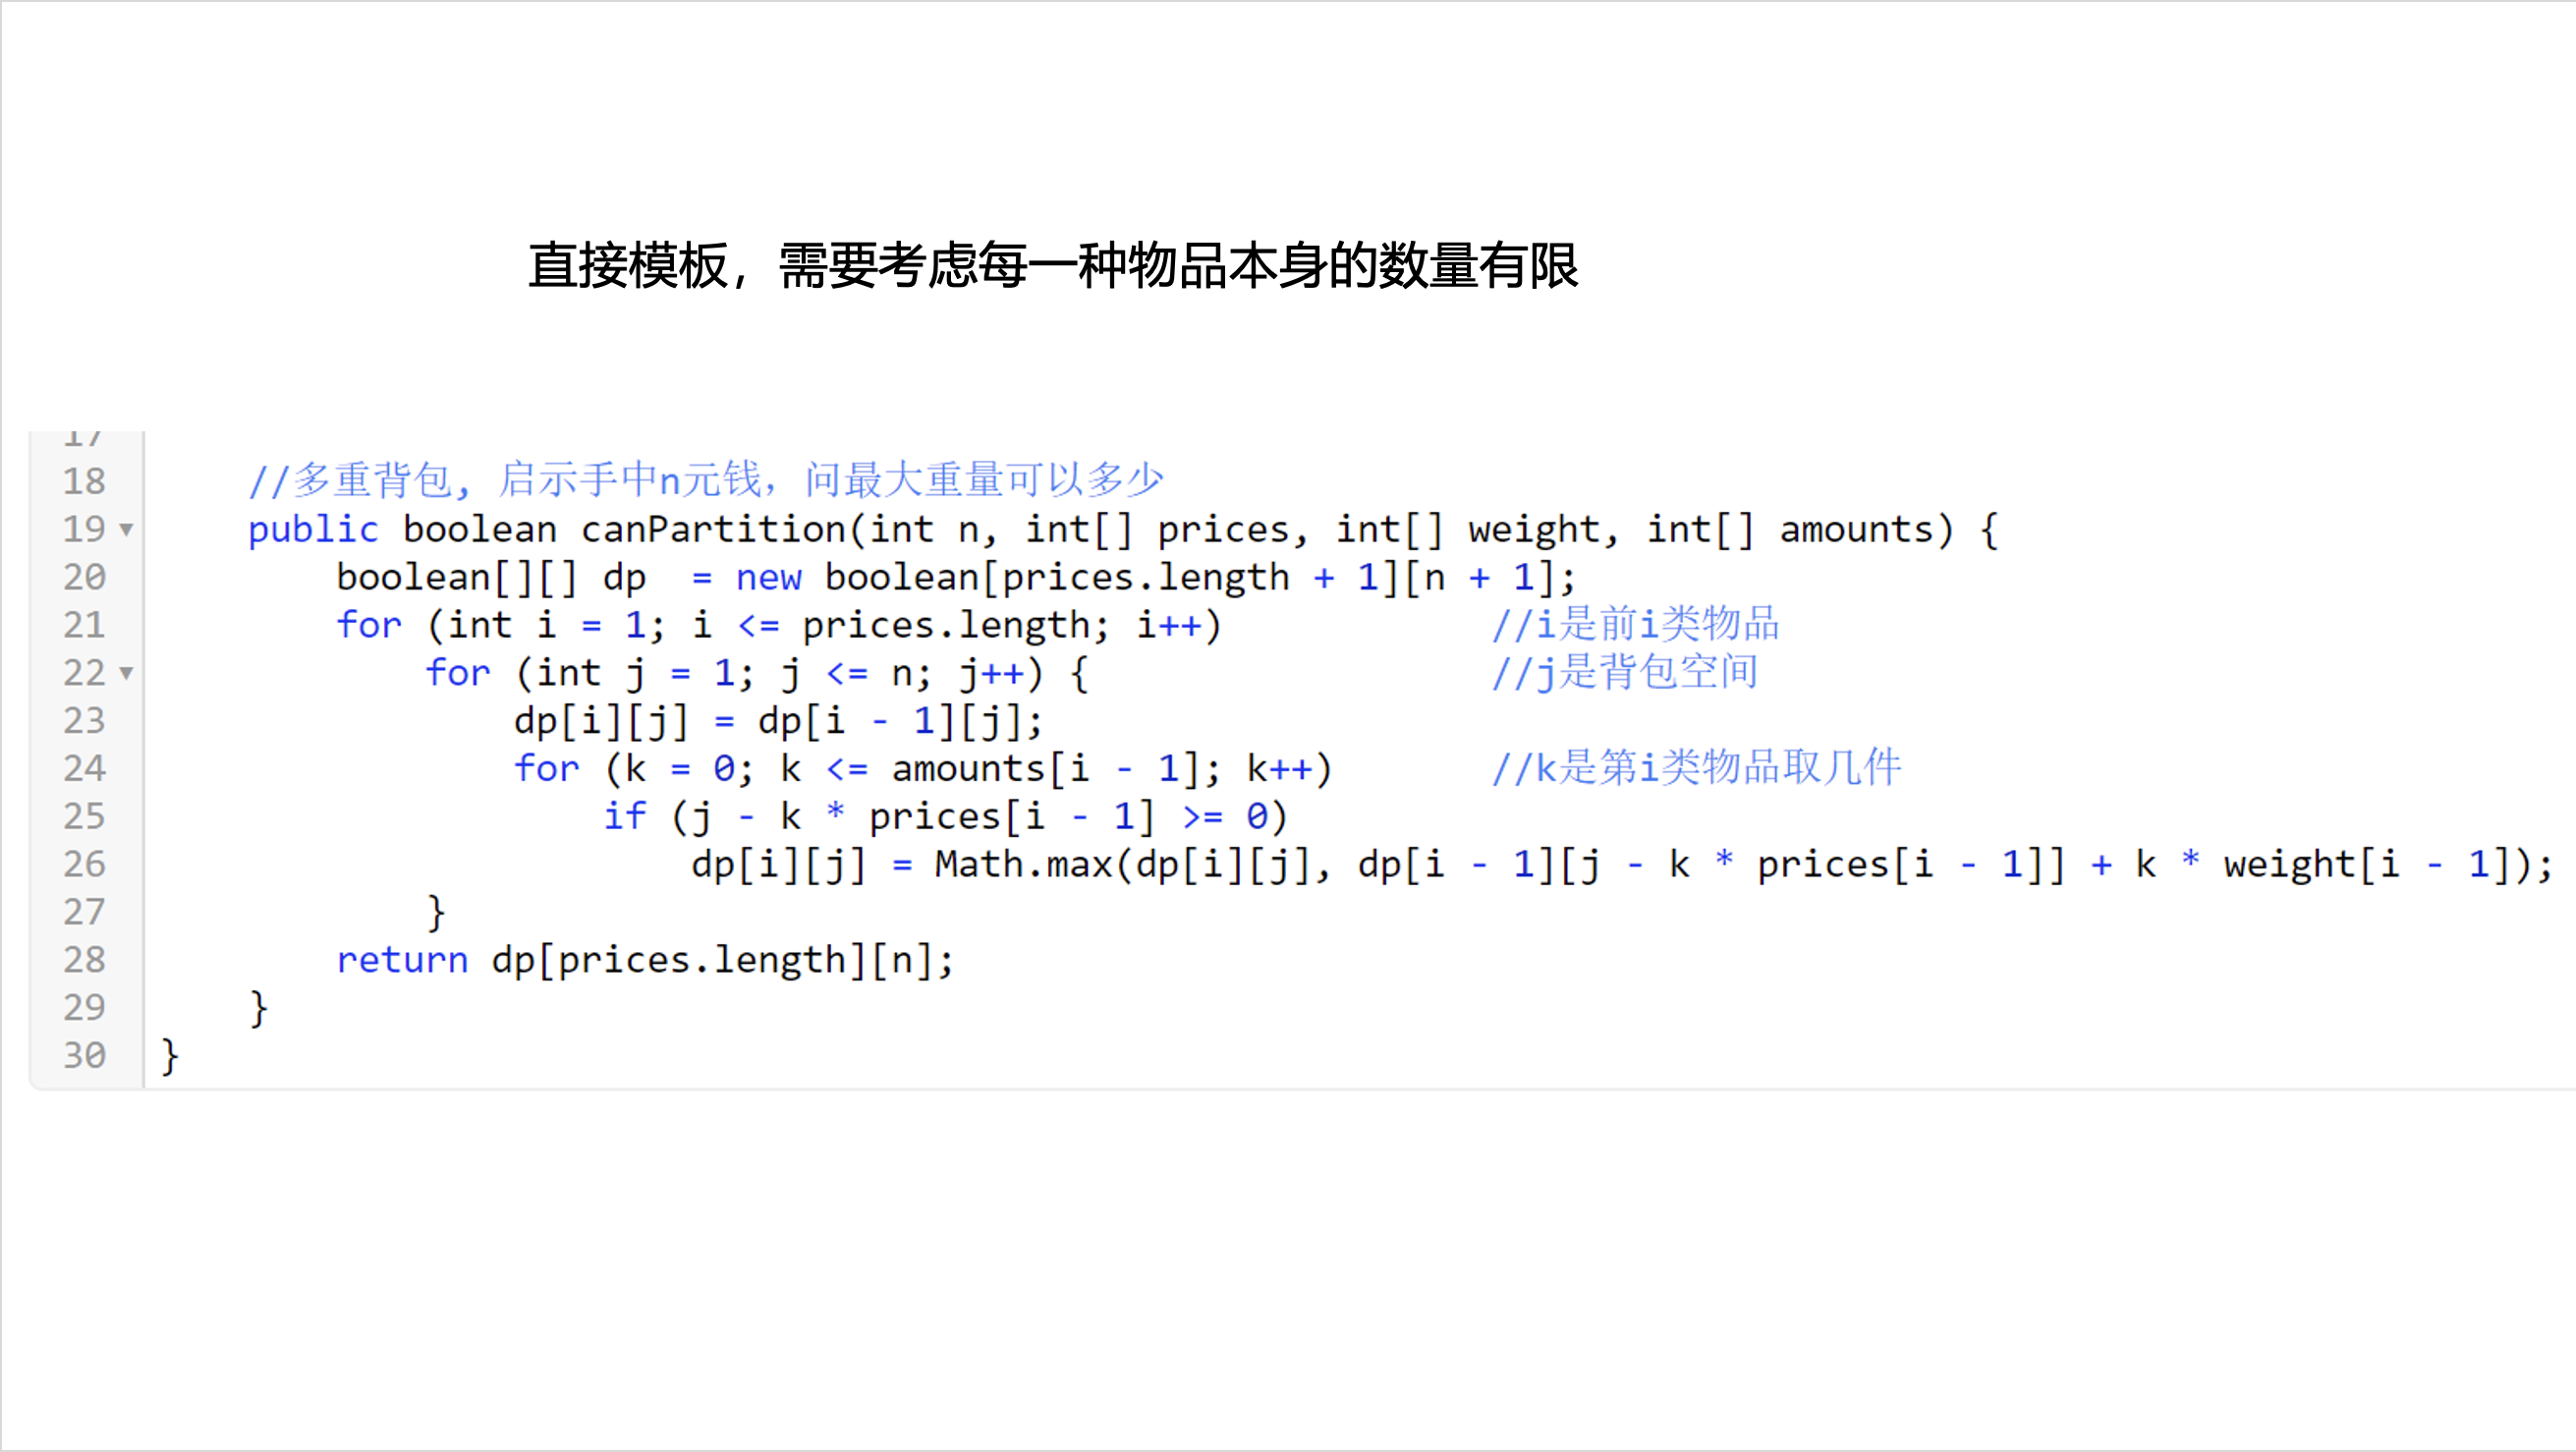 直接模板，需要考虑每一种物品本身的数量有限
17
18 //多重背包, 启示手中n元钱，问最大重量可以多少
19 public boolean canPartition(int n, int[] prices, int[] weight, int[] amounts) {
20 boolean[][] dp  = new boolean[prices.length + 1][n + 1];
21 for (int i = 1; i <= prices.length; i++) //i是前i类物品
22 for (int j = 1; j <= n; j++) { //j是背包空间
23 dp[i][j] = dp[i - 1][j];
24 for (k = 0; k <= amounts[i - 1]; k++) //k是第i类物品取几件
25 if (j - k * prices[i - 1] >= 0)
26 dp[i][j] = Math.max(dp[i][j], dp[i - 1][j - k * prices[i - 1]] + k * weight[i - 1]);
27 }
28 return dp[prices.length][n];
29 }
30 }